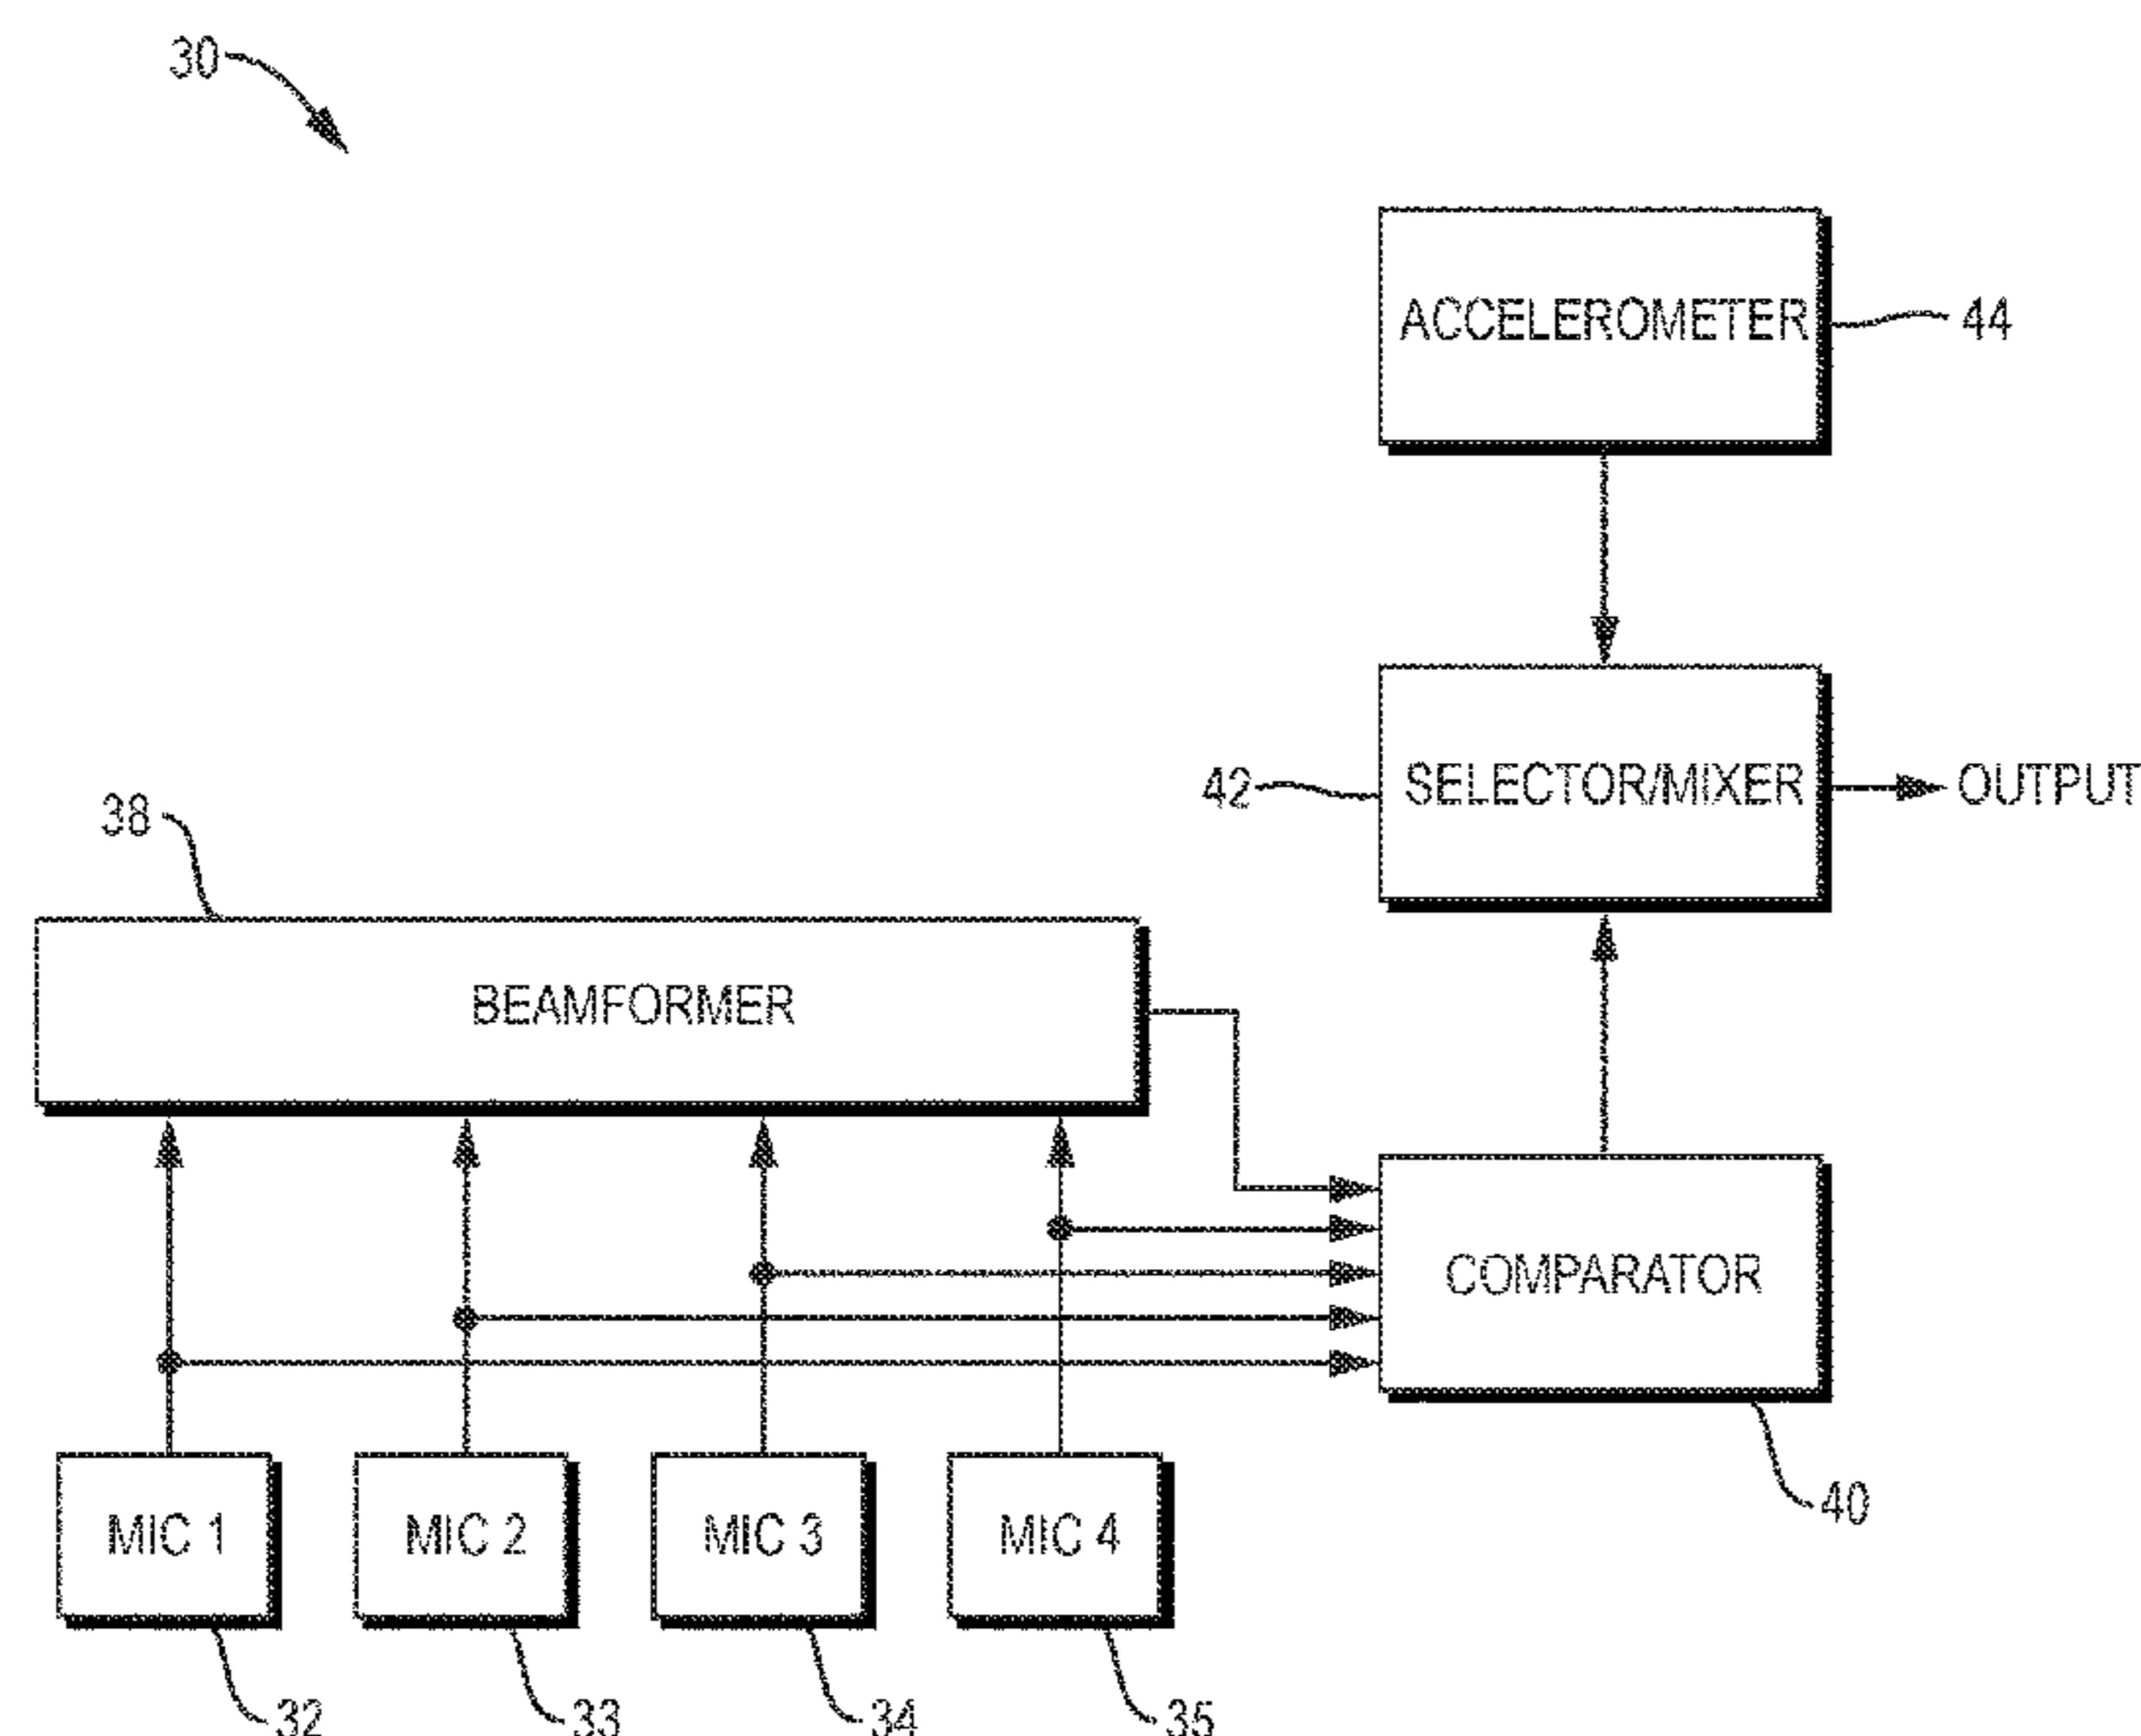 30
ACCELEROMETER
44
42
SELECTOR/MIXER
OUTPUT
38
BEAMFORMER
COMPARATOR
40
MIC 1
MIC 2
MIC 3
MIC 4
32
33
34
35